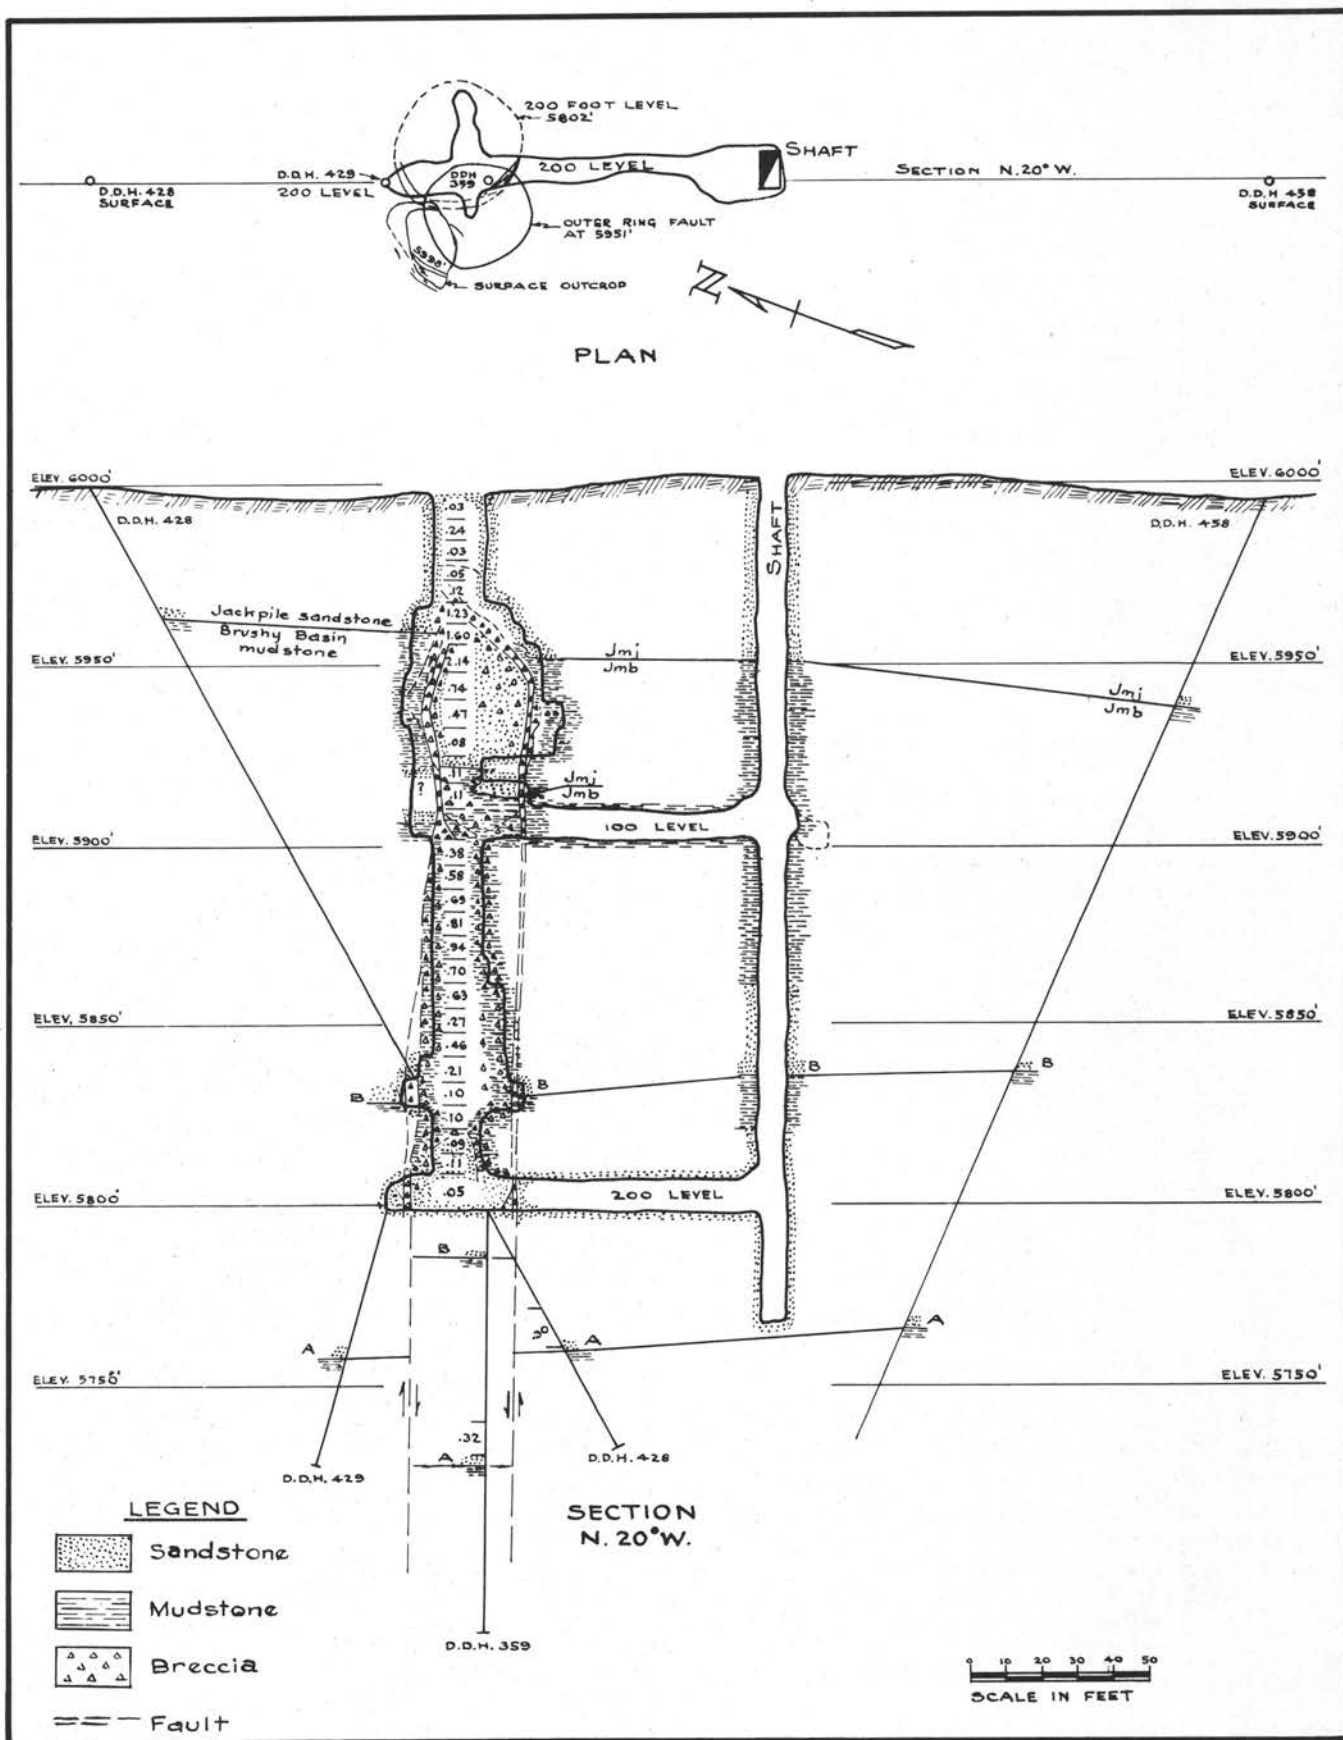 200 FOOT LEVEL
5802'
SHAFT
D.D.H. 429
200 LEVEL
DDH
359
200 LEVEL
SECTION N.20° W.
D.D.H. 428
SURFACE
D.D.H 458
SURFACE
OUTER RING FAULT
AT 5951'
5998'
SURFACE OUTCROP
N
PLAN
ELEV. 6000'
ELEV. 6000'
D.D.H. 428
D.D.H. 458
SHAFT
.03
.24
.03
.05
.12
1.23
1.60
2.14
.74
.47
.08
.11
.11
Jackpile sandstone
Brushy Basin
mudstone
Jmj
Jmb
ELEV. 5950'
ELEV. 5950'
Jmj
Jmb
?
Jmj
Jmb
100 LEVEL
ELEV. 5900'
ELEV. 5900'
.38
.58
.69
.81
.94
.70
.63
.27
.46
.21
.10
.10
.09
.11
.05
ELEV. 5850'
ELEV. 5850'
B
B
B
B
ELEV. 5800'
200 LEVEL
ELEV. 5800'
B
A
A
A
ELEV. 5750'
ELEV. 5750'
.32
A
D.D.H. 429
D.D.H. 428
SECTION
N. 20° W.
D.D.H. 359
LEGEND
Sandstone
Mudstone
Breccia
Fault
0 10 20 30 40 50
SCALE IN FEET